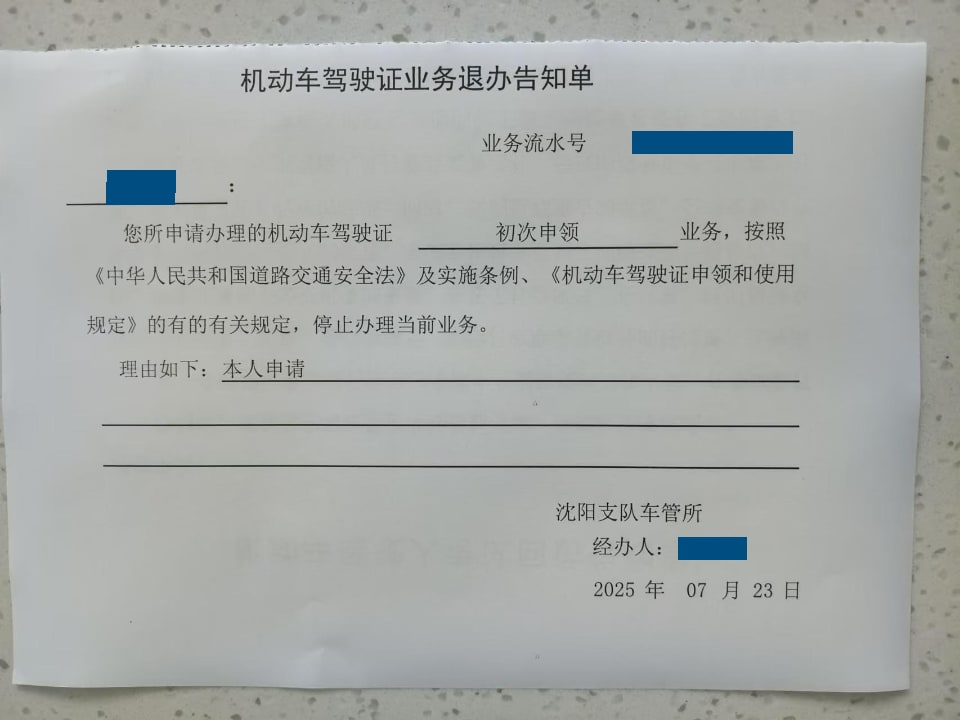 机动车驾驶证业务退办告知单
业务流水号
：
您所申请办理的机动车驾驶证 初次申领 业务，按照
《中华人民共和国道路交通安全法》及实施条例、《机动车驾驶证申领和使用
规定》的有的有关规定，停止办理当前业务。
理由如下：本人申请
沈阳支队车管所
经办人：
2025 年 07 月 23 日